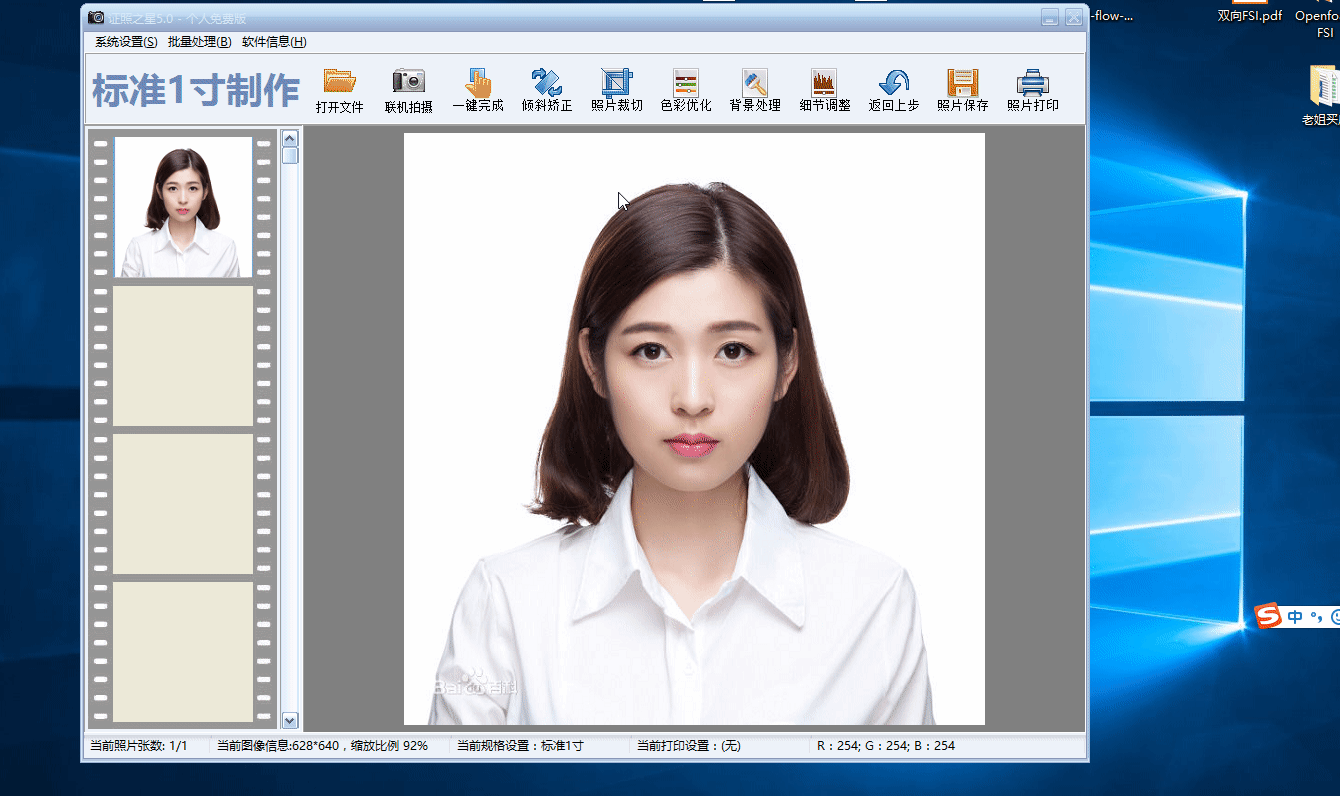 证照之星5.0 - 个人免费版
-flow-...
双向FSI.pdf
Openfo
FSI
系统设置(S) 批量处理(B) 软件信息(H)
标准1寸制作
打开文件 联机拍摄 一键完成 倾斜矫正 照片裁切 色彩优化 背景处理 细节调整 返回上步 照片保存 照片打印
老姐买
Baidu百科
中 °,
当前照片张数: 1/1 当前图像信息:628*640，缩放比例 92% 当前规格设置：标准1寸 当前打印设置：(无) R：254; G：254; B：254